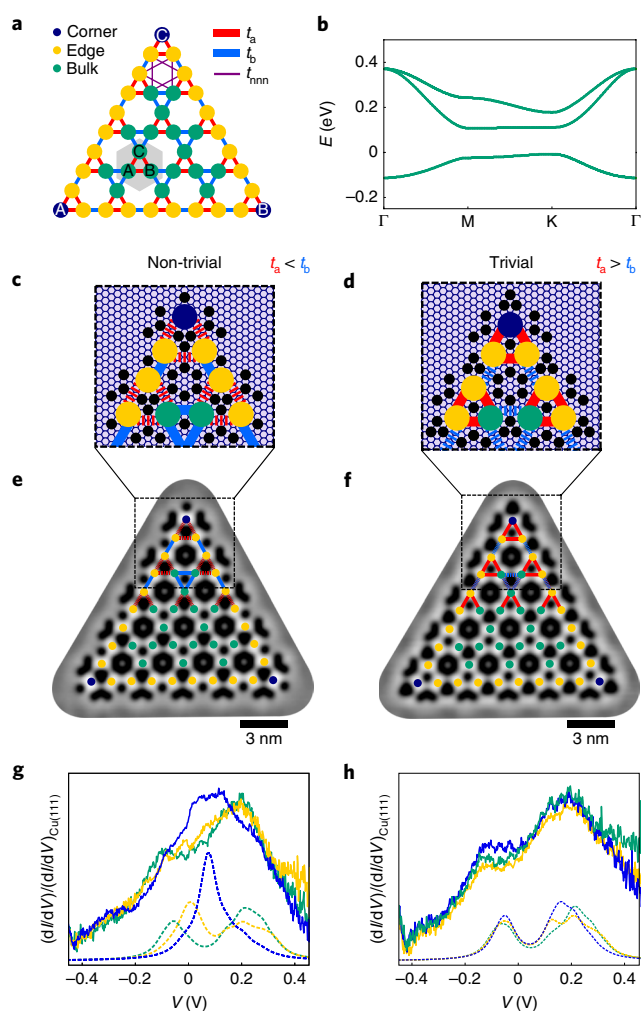 a
Corner
Edge
Bulk
t_a
t_b
t_nnn
C
C
A B
A
B
b
E (eV)
0.4
0.2
0
−0.2
Γ M K Γ
Non-trivial t_a < t_b
Trivial t_a > t_b
c
d
e
f
3 nm
3 nm
g
(dI/dV)/(dI/dV)_Cu(111)
−0.4 −0.2 0 0.2 0.4
V (V)
h
(dI/dV)/(dI/dV)_Cu(111)
−0.4 −0.2 0 0.2 0.4
V (V)